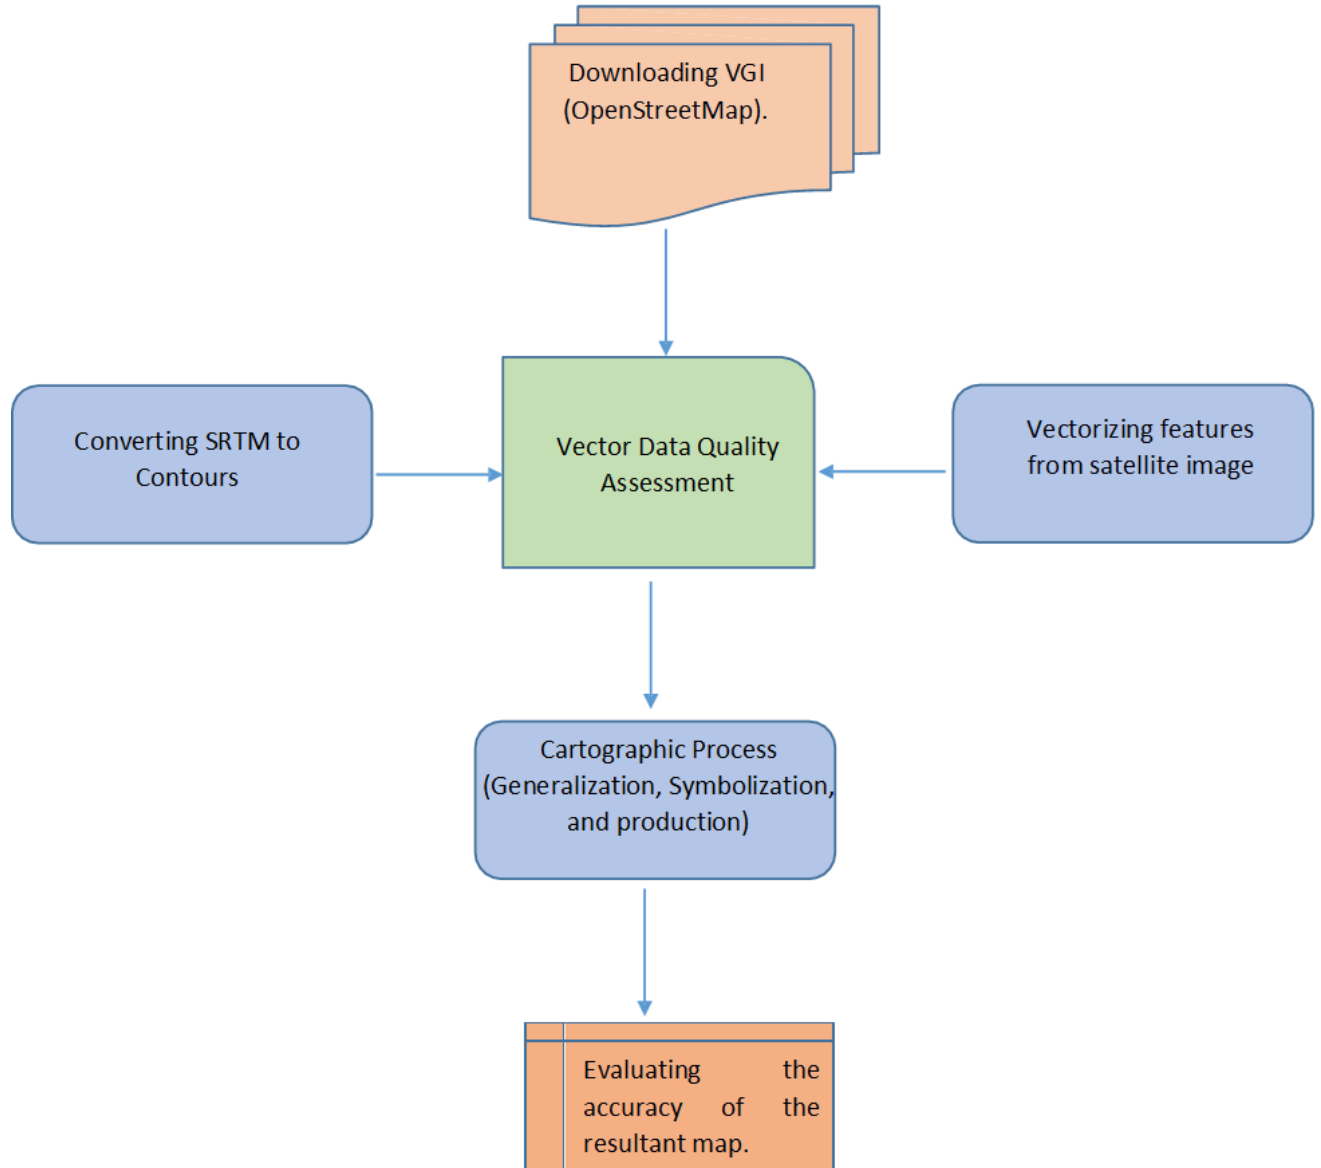 Downloading VGI
(OpenStreetMap).
Converting SRTM to
Contours
Vector Data Quality
Assessment
Vectorizing features
from satellite image
Cartographic Process
(Generalization, Symbolization,
and production)
Evaluating the
accuracy of the
resultant map.